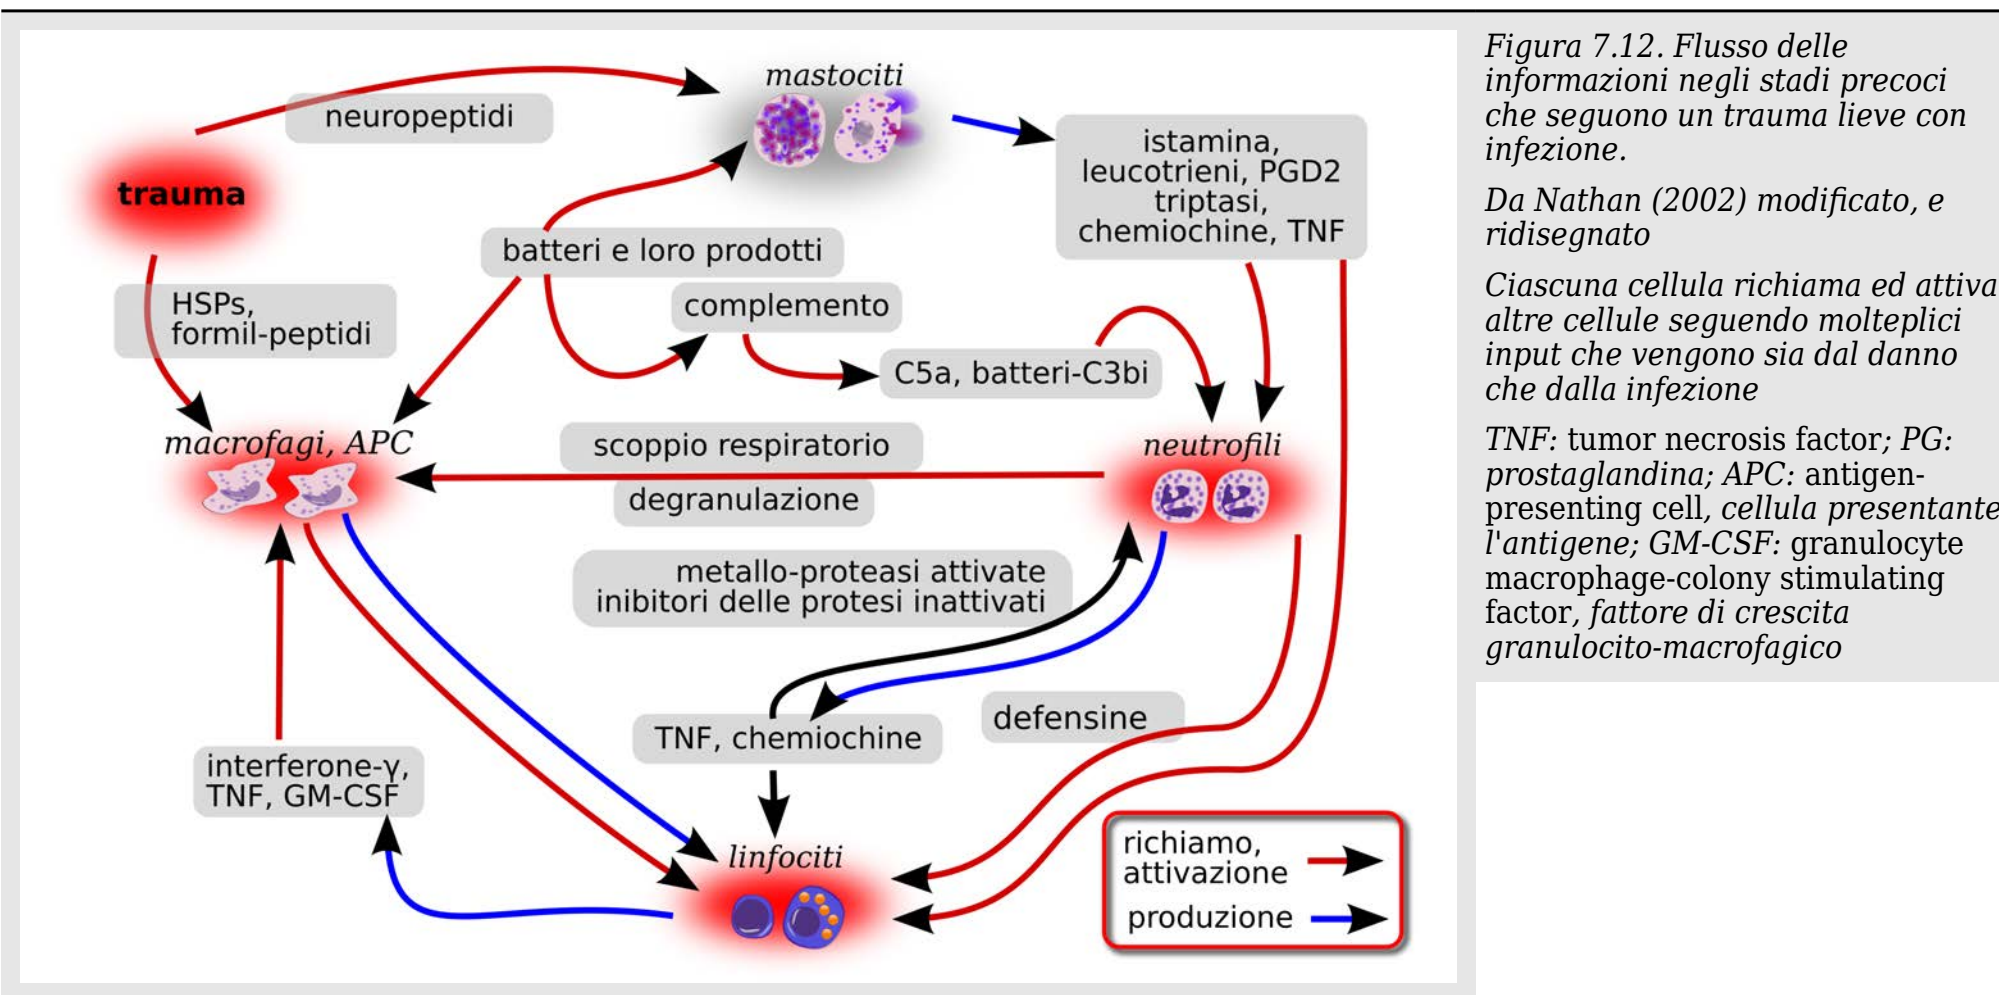 mastociti
neuropeptidi
trauma
istamina,
leucotrieni, PGD2
triptasi,
chemiochine, TNF
batteri e loro prodotti
HSPs,
formil-peptidi
complemento
C5a, batteri-C3bi
macrofagi, APC
scoppio respiratorio
degranulazione
neutrofili
metallo-proteasi attivate
inibitori delle protesi inattivati
TNF, chemiochine
defensine
interferone-γ,
TNF, GM-CSF
linfociti
richiamo,
attivazione
produzione
Figura 7.12. Flusso delle
informazioni negli stadi precoci
che seguono un trauma lieve con
infezione.
Da Nathan (2002) modificato, e
ridisegnato
Ciascuna cellula richiama ed attiva
altre cellule seguendo molteplici
input che vengono sia dal danno
che dalla infezione
TNF: tumor necrosis factor; PG:
prostaglandina; APC: antigen-
presenting cell, cellula presentante
l'antigene; GM-CSF: granulocyte
macrophage-colony stimulating
factor, fattore di crescita
granulocito-macrofagico